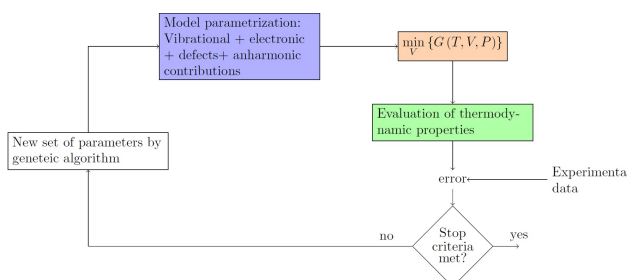 Model parametrization:
Vibrational + electronic
+ defects+ anharmonic
contributions
min {G (T, V, P)}
V
Evaluation of thermody-
namic properties
New set of parameters by
geneteic algorithm
error
Experimenta
data
no
Stop
criteria
met?
yes